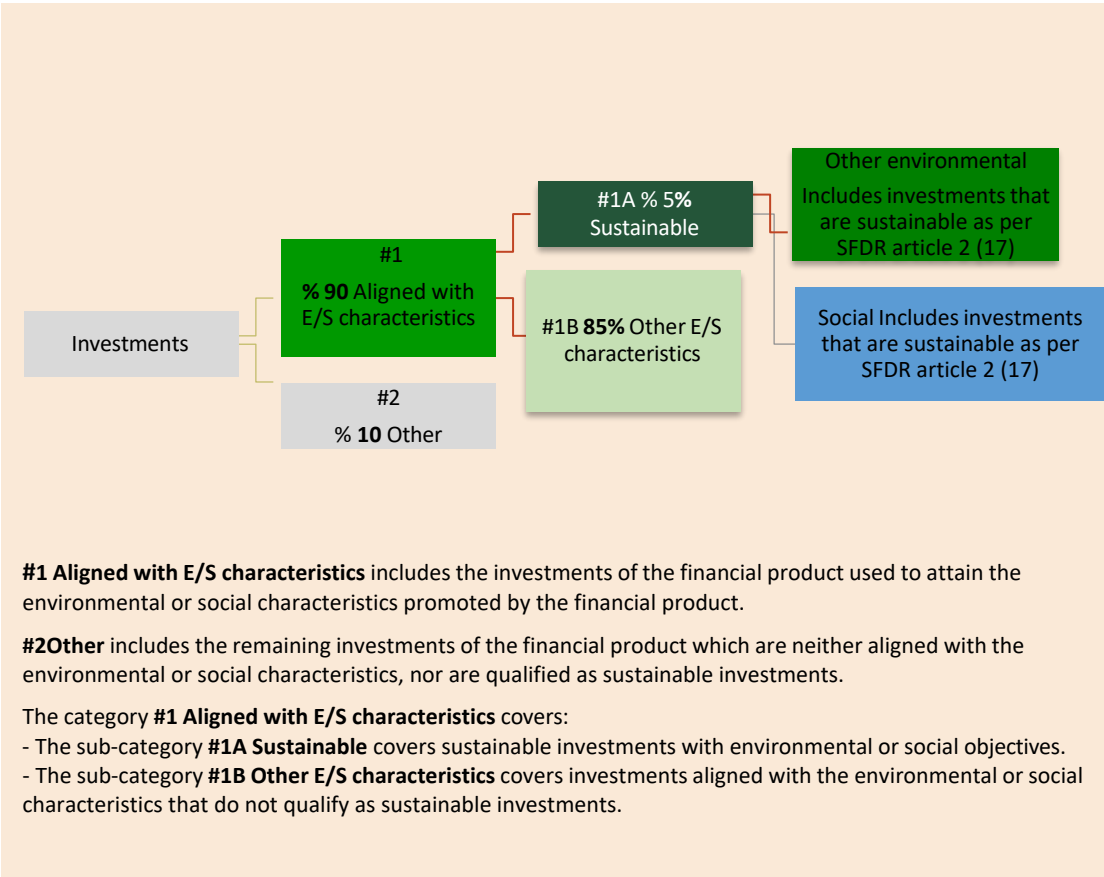 Investments
#1
% 90 Aligned with
E/S characteristics
#2
% 10 Other
#1A % 5%
Sustainable
#1B 85% Other E/S
characteristics
Other environmental
Includes investments that
are sustainable as per
SFDR article 2 (17)
Social Includes investments
that are sustainable as per
SFDR article 2 (17)
#1 Aligned with E/S characteristics includes the investments of the financial product used to attain the
environmental or social characteristics promoted by the financial product.
#2Other includes the remaining investments of the financial product which are neither aligned with the
environmental or social characteristics, nor are qualified as sustainable investments.
The category #1 Aligned with E/S characteristics covers:
- The sub-category #1A Sustainable covers sustainable investments with environmental or social objectives.
- The sub-category #1B Other E/S characteristics covers investments aligned with the environmental or social
characteristics that do not qualify as sustainable investments.